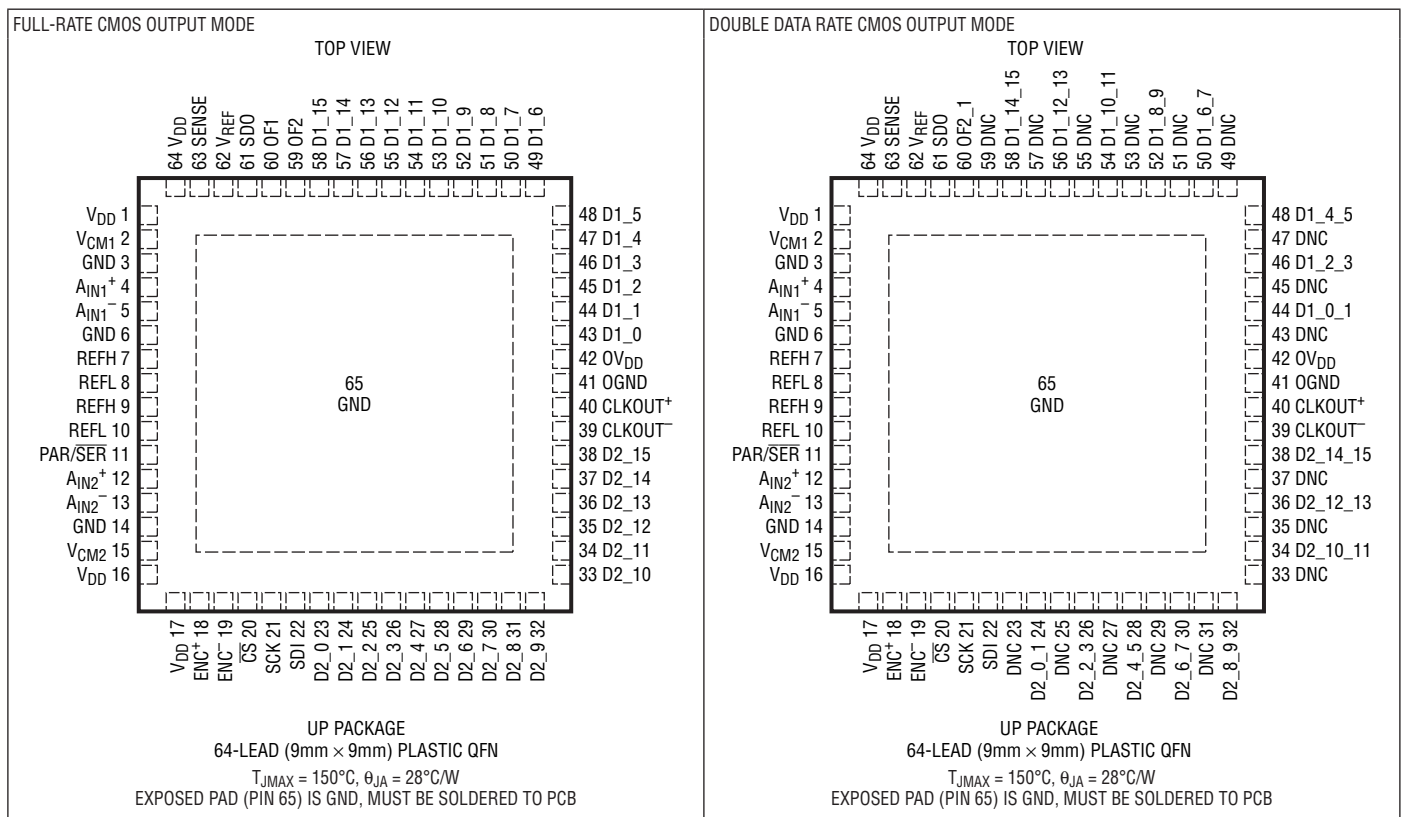 FULL-RATE CMOS OUTPUT MODE
TOP VIEW
64 VDD
63 SENSE
62 VREF
61 SDO
60 OF1
59 OF2
58 D1_15
57 D1_14
56 D1_13
55 D1_12
54 D1_11
53 D1_10
52 D1_9
51 D1_8
50 D1_7
49 D1_6
VDD 1
VCM1 2
GND 3
AIN1+ 4
AIN1– 5
GND 6
REFH 7
REFL 8
REFH 9
REFL 10
PAR/S̅E̅R̅ 11
AIN2+ 12
AIN2– 13
GND 14
VCM2 15
VDD 16
65
GND
48 D1_5
47 D1_4
46 D1_3
45 D1_2
44 D1_1
43 D1_0
42 OVDD
41 OGND
40 CLKOUT+
39 CLKOUT–
38 D2_15
37 D2_14
36 D2_13
35 D2_12
34 D2_11
33 D2_10
VDD 17
ENC+ 18
ENC– 19
C̅S̅ 20
SCK 21
SDI 22
D2_0 23
D2_1 24
D2_2 25
D2_3 26
D2_4 27
D2_5 28
D2_6 29
D2_7 30
D2_8 31
D2_9 32
UP PACKAGE
64-LEAD (9mm × 9mm) PLASTIC QFN
TJMAX = 150°C, θJA = 28°C/W
EXPOSED PAD (PIN 65) IS GND, MUST BE SOLDERED TO PCB
DOUBLE DATA RATE CMOS OUTPUT MODE
TOP VIEW
64 VDD
63 SENSE
62 VREF
61 SDO
60 OF2_1
59 DNC
58 D1_14_15
57 DNC
56 D1_12_13
55 DNC
54 D1_10_11
53 DNC
52 D1_8_9
51 DNC
50 D1_6_7
49 DNC
VDD 1
VCM1 2
GND 3
AIN1+ 4
AIN1– 5
GND 6
REFH 7
REFL 8
REFH 9
REFL 10
PAR/S̅E̅R̅ 11
AIN2+ 12
AIN2– 13
GND 14
VCM2 15
VDD 16
65
GND
48 D1_4_5
47 DNC
46 D1_2_3
45 DNC
44 D1_0_1
43 DNC
42 OVDD
41 OGND
40 CLKOUT+
39 CLKOUT–
38 D2_14_15
37 DNC
36 D2_12_13
35 DNC
34 D2_10_11
33 DNC
VDD 17
ENC+ 18
ENC– 19
C̅S̅ 20
SCK 21
SDI 22
DNC 23
D2_0_1 24
DNC 25
D2_2_3 26
DNC 27
D2_4_5 28
DNC 29
D2_6_7 30
DNC 31
D2_8_9 32
UP PACKAGE
64-LEAD (9mm × 9mm) PLASTIC QFN
TJMAX = 150°C, θJA = 28°C/W
EXPOSED PAD (PIN 65) IS GND, MUST BE SOLDERED TO PCB